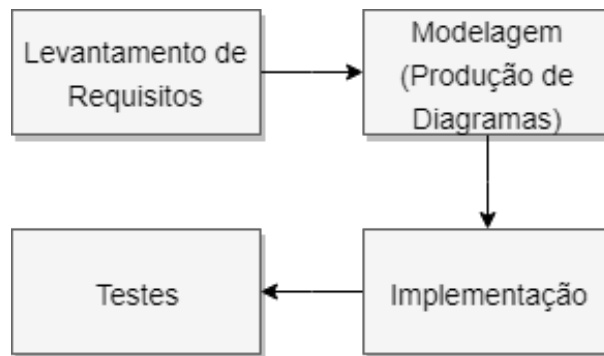 Levantamento de
Requisitos
Modelagem
(Produção de
Diagramas)
Testes
Implementação